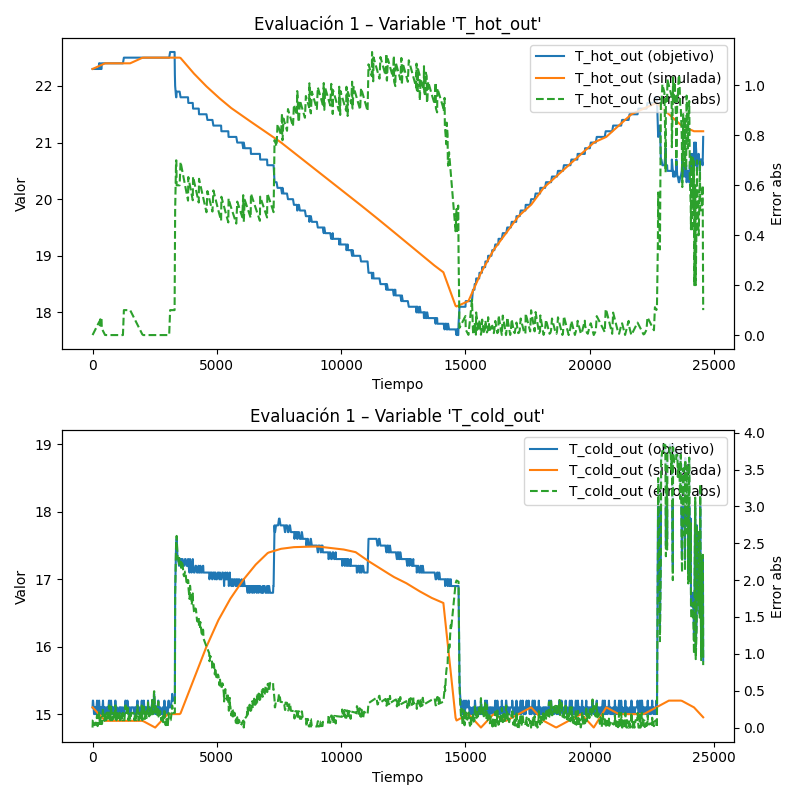 Evaluación 1 – Variable 'T_hot_out'
T_hot_out (objetivo)
T_hot_out (simulada)
T_hot_out (error abs)
22
21
20
19
18
Valor
1.0
0.8
0.6
0.4
0.2
0.0
Error abs
0 5000 10000 15000 20000 25000
Tiempo
Evaluación 1 – Variable 'T_cold_out'
T_cold_out (objetivo)
T_cold_out (simulada)
T_cold_out (error abs)
19
18
17
16
15
Valor
4.0
3.5
3.0
2.5
2.0
1.5
1.0
0.5
0.0
Error abs
0 5000 10000 15000 20000 25000
Tiempo